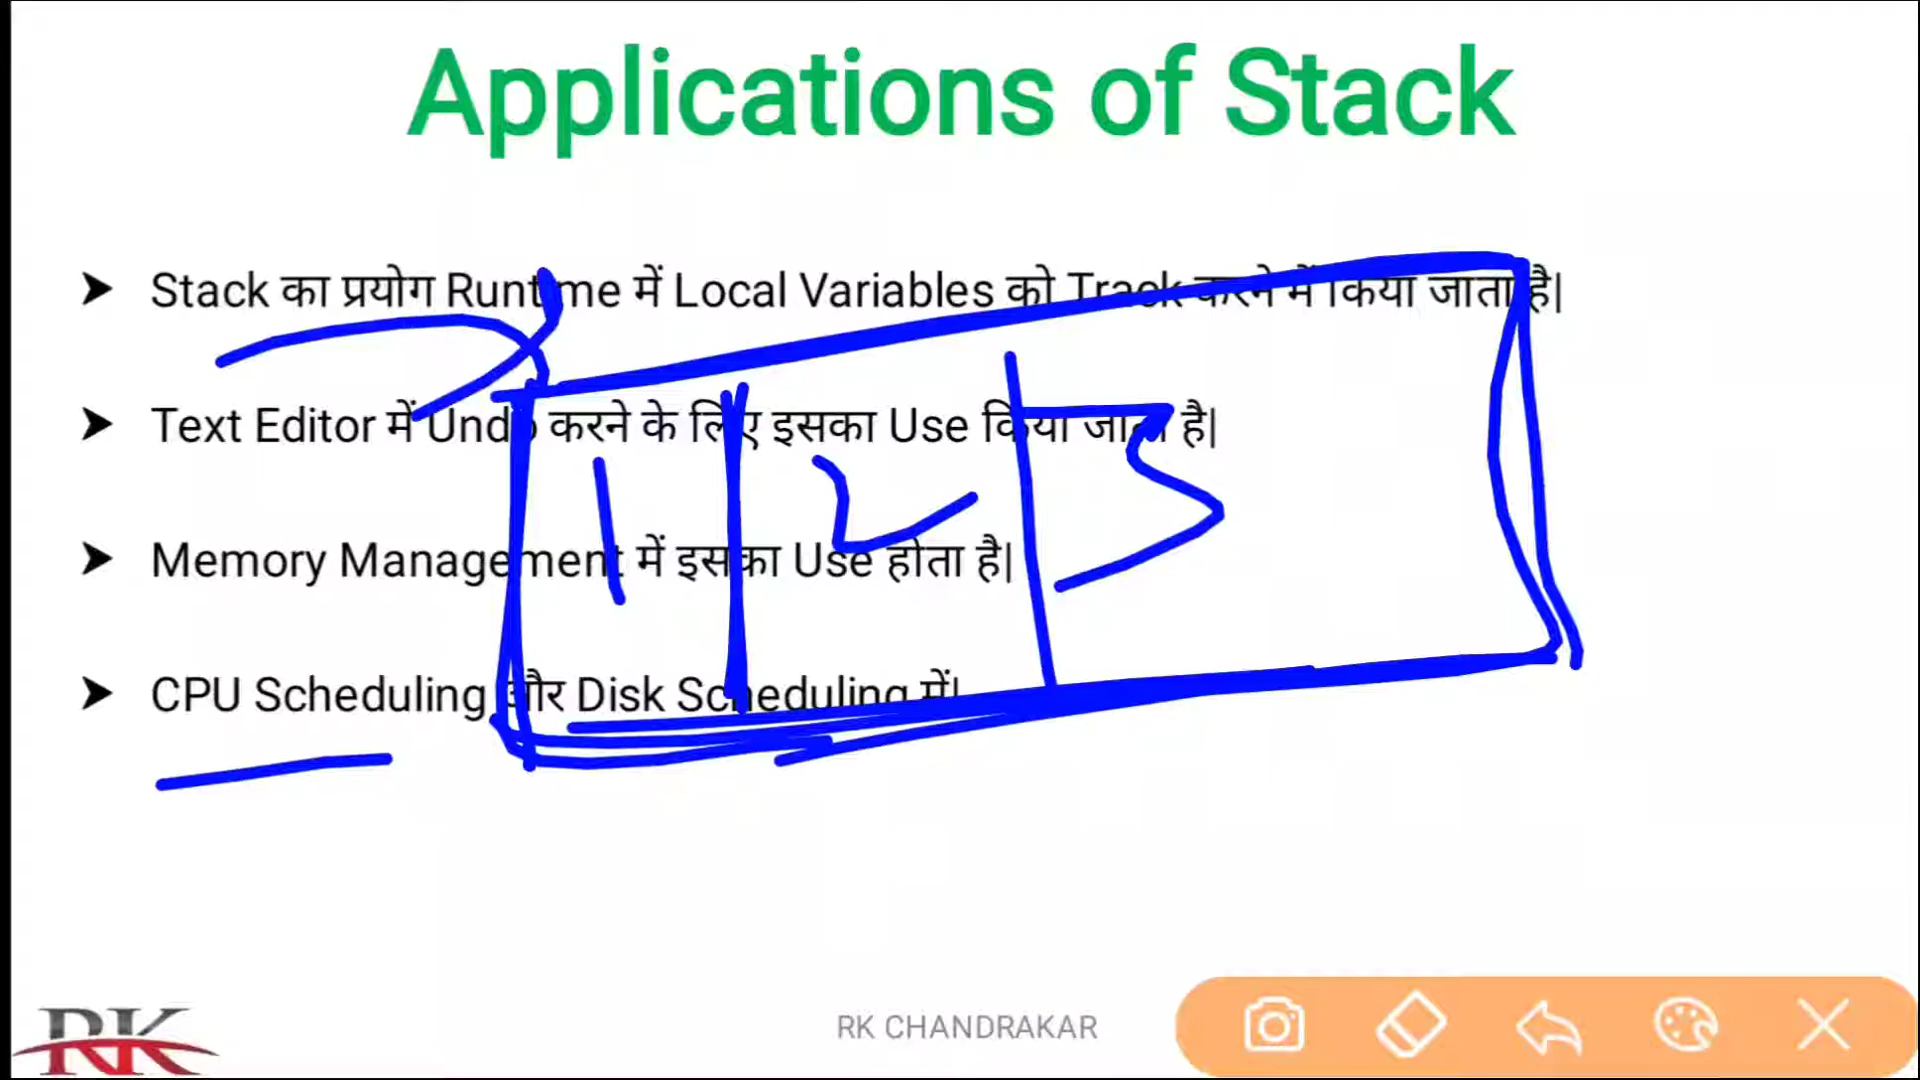 Applications of Stack
➤ Stack का प्रयोग Runtime में Local Variables को Track करने में किया जाता है|
➤ Text Editor में Undo करने के लिए इसका Use किया जाता है|
➤ Memory Management में इसका Use होता है|
➤ CPU Scheduling और Disk Scheduling में|
1 2 3
RK
RK CHANDRAKAR